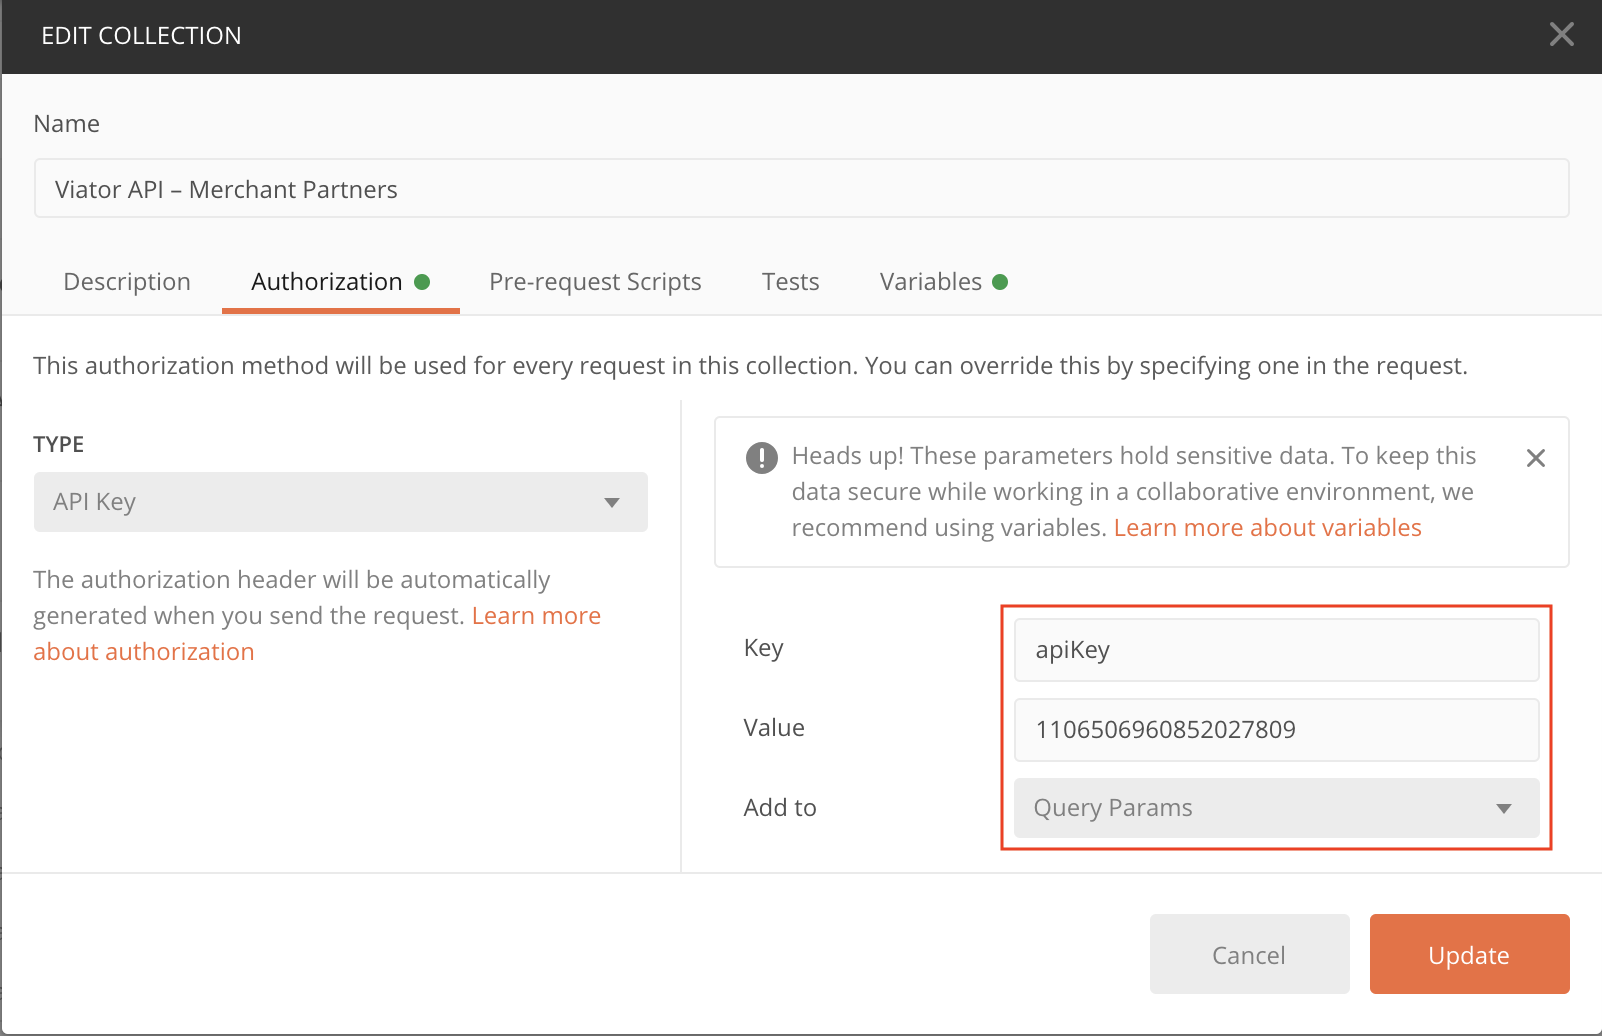 EDIT COLLECTION
Name
Viator API – Merchant Partners
Description Authorization Pre-request Scripts Tests Variables
This authorization method will be used for every request in this collection. You can override this by specifying one in the request.
TYPE
API Key
The authorization header will be automatically
generated when you send the request. Learn more
about authorization
Heads up! These parameters hold sensitive data. To keep this
data secure while working in a collaborative environment, we
recommend using variables. Learn more about variables
Key
apiKey
Value
1106506960852027809
Add to
Query Params
Cancel
Update